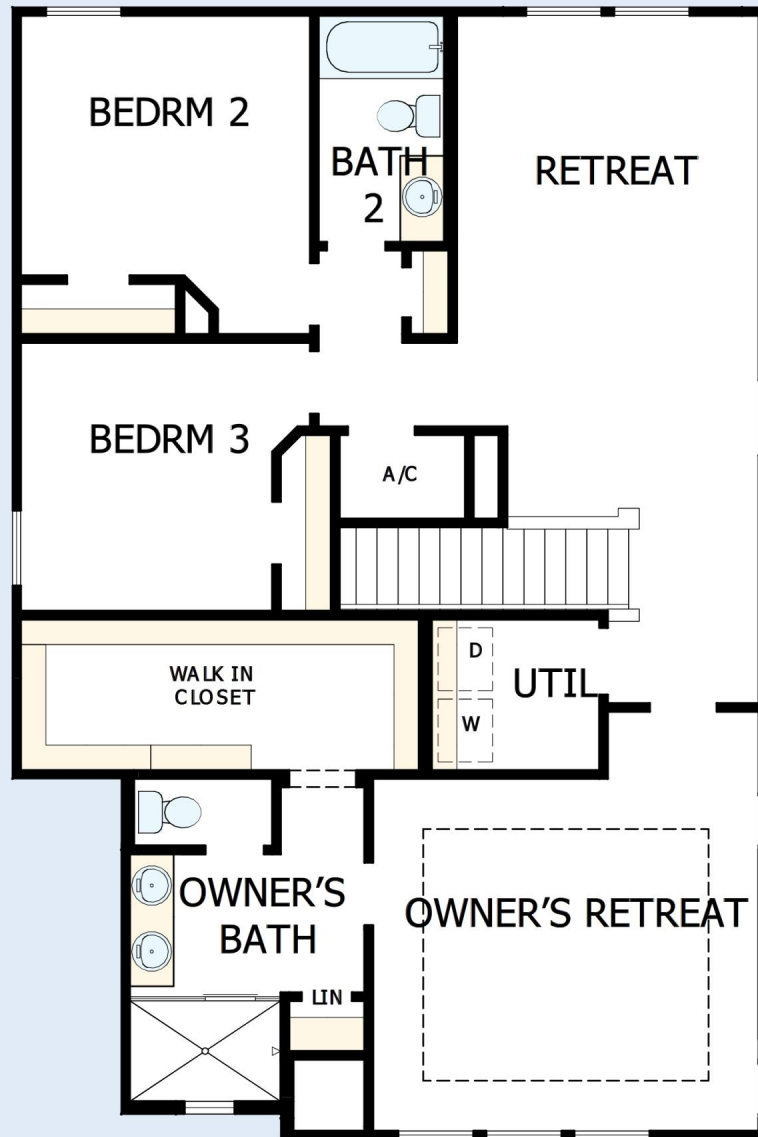 BEDRM 2
BATH
2
RETREAT
BEDRM 3
A/C
WALK IN
CLOSET
D
W
UTIL
OWNER'S
BATH
OWNER'S RETREAT
LIN